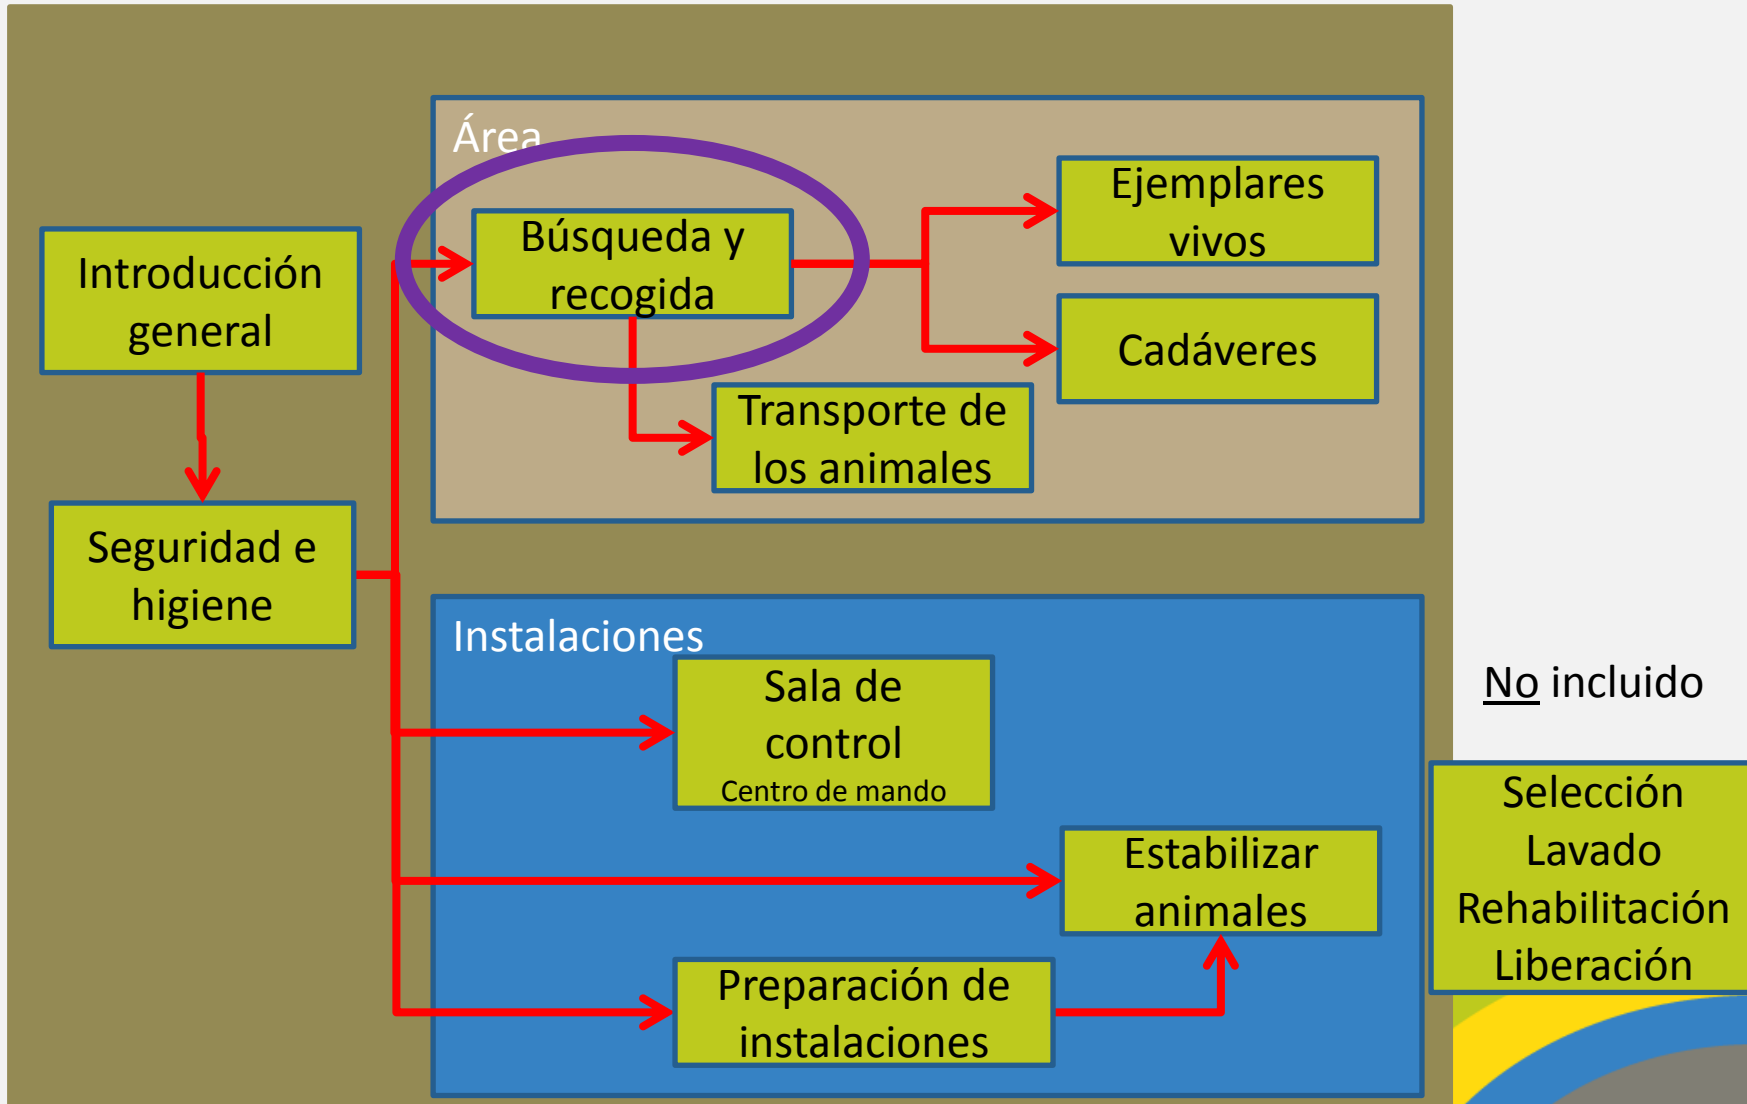 Área
Búsqueda y
recogida
Ejemplares
vivos
Cadáveres
Introducción
general
Transporte de
los animales
Seguridad e
higiene
Instalaciones
Sala de
control
Centro de mando
Estabilizar
animales
Preparación de
instalaciones
No incluido
Selección
Lavado
Rehabilitación
Liberación